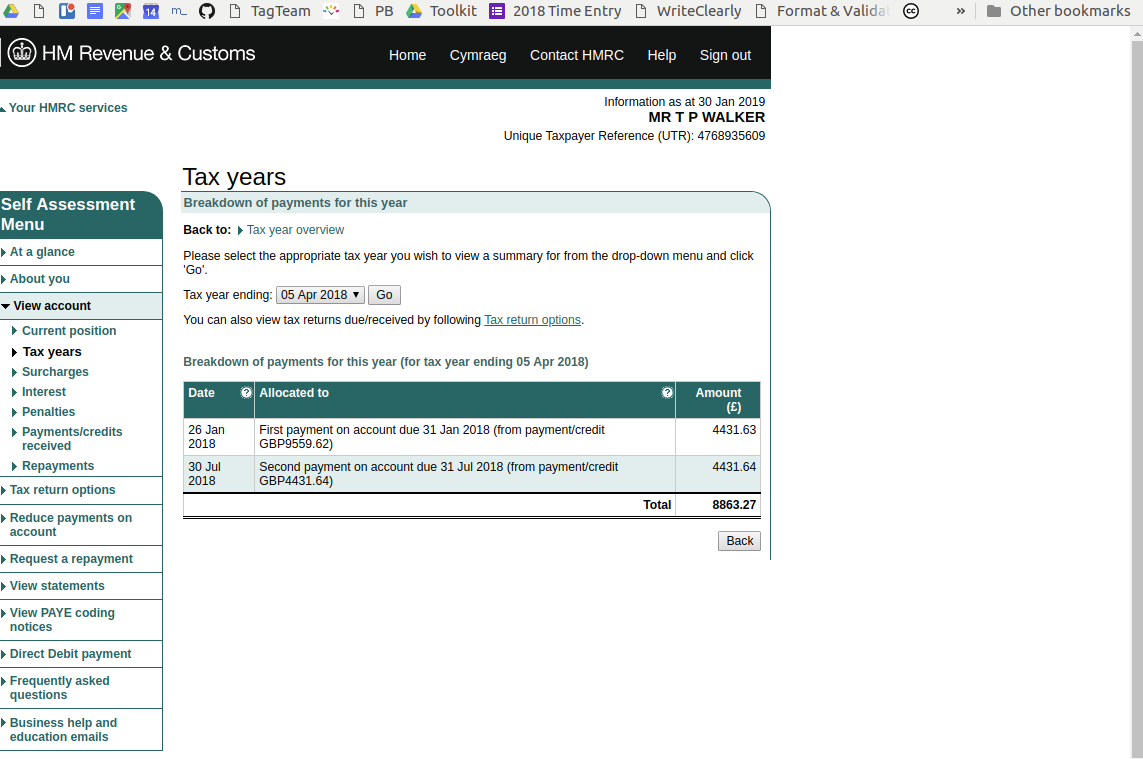 TagTeam PB Toolkit 2018 Time Entry WriteClearly Format & Valida » Other bookmarks
HM Revenue & Customs
Home Cymraeg Contact HMRC Help Sign out
Your HMRC services
Information as at 30 Jan 2019
MR T P WALKER
Unique Taxpayer Reference (UTR): 4768935609
Tax years
Self Assessment
Menu
At a glance
About you
View account
Current position
Tax years
Surcharges
Interest
Penalties
Payments/credits
received
Repayments
Tax return options
Reduce payments on
account
Request a repayment
View statements
View PAYE coding
notices
Direct Debit payment
Frequently asked
questions
Business help and
education emails
Breakdown of payments for this year
Back to: Tax year overview
Please select the appropriate tax year you wish to view a summary for from the drop-down menu and click
'Go'.
Tax year ending: 05 Apr 2018 ▼ Go
You can also view tax returns due/received by following Tax return options.
Breakdown of payments for this year (for tax year ending 05 Apr 2018)
Date ? Allocated to ? Amount
(£)
26 Jan First payment on account due 31 Jan 2018 (from payment/credit 4431.63
2018 GBP9559.62)
30 Jul Second payment on account due 31 Jul 2018 (from payment/credit 4431.64
2018 GBP4431.64)
Total 8863.27
Back